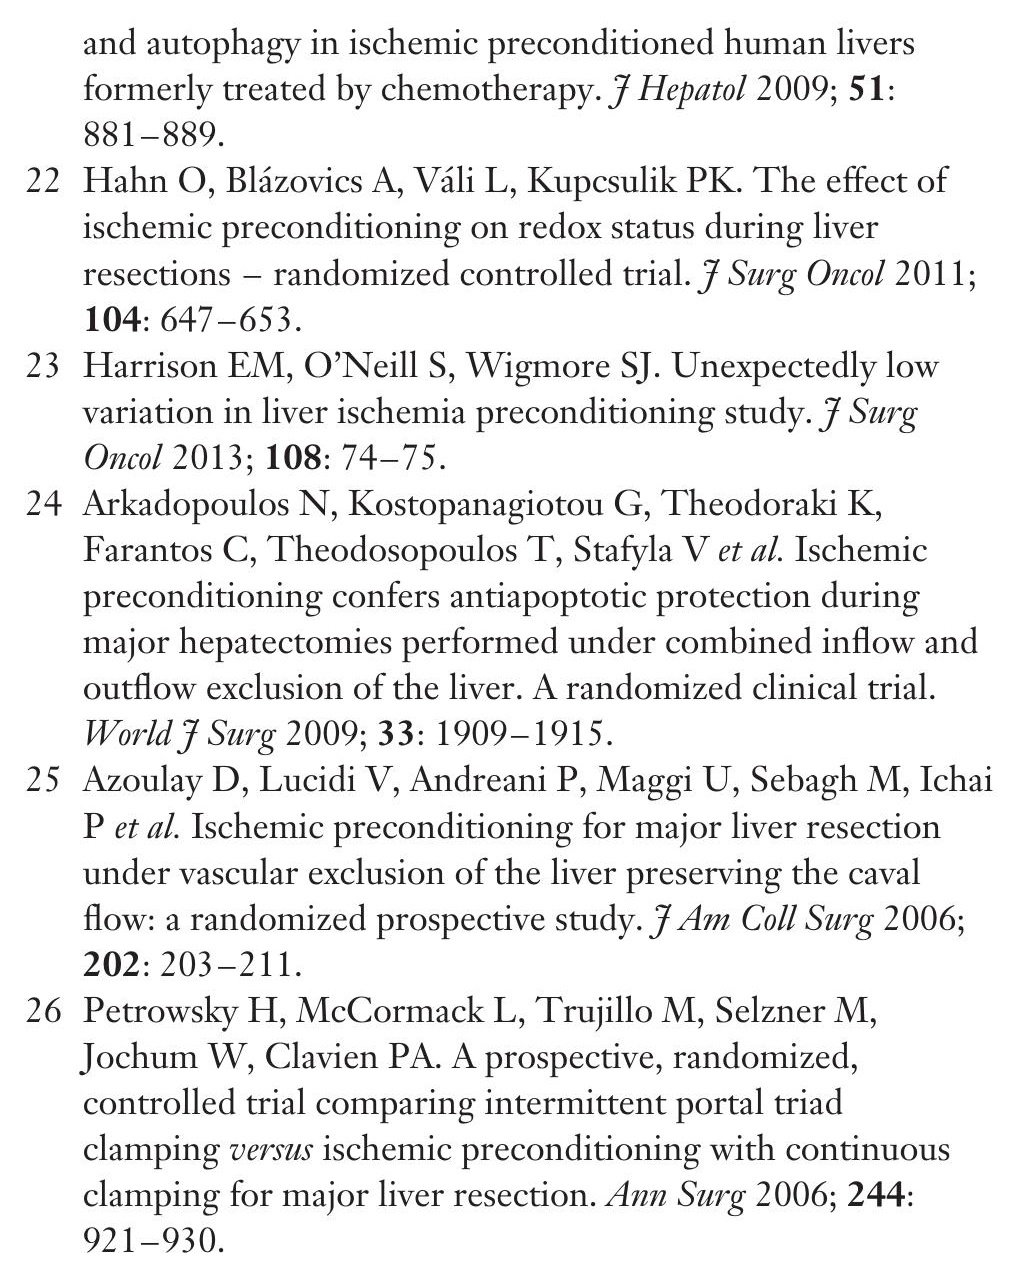 and autophagy in ischemic preconditioned human livers
formerly treated by chemotherapy. J Hepatol 2009; 51:
881–889.
22 Hahn O, Blázovics A, Váli L, Kupcsulik PK. The effect of
ischemic preconditioning on redox status during liver
resections – randomized controlled trial. J Surg Oncol 2011;
104: 647–653.
23 Harrison EM, O’Neill S, Wigmore SJ. Unexpectedly low
variation in liver ischemia preconditioning study. J Surg
Oncol 2013; 108: 74–75.
24 Arkadopoulos N, Kostopanagiotou G, Theodoraki K,
Farantos C, Theodosopoulos T, Stafyla V et al. Ischemic
preconditioning confers antiapoptotic protection during
major hepatectomies performed under combined inflow and
outflow exclusion of the liver. A randomized clinical trial.
World J Surg 2009; 33: 1909–1915.
25 Azoulay D, Lucidi V, Andreani P, Maggi U, Sebagh M, Ichai
P et al. Ischemic preconditioning for major liver resection
under vascular exclusion of the liver preserving the caval
flow: a randomized prospective study. J Am Coll Surg 2006;
202: 203–211.
26 Petrowsky H, McCormack L, Trujillo M, Selzner M,
Jochum W, Clavien PA. A prospective, randomized,
controlled trial comparing intermittent portal triad
clamping versus ischemic preconditioning with continuous
clamping for major liver resection. Ann Surg 2006; 244:
921–930.